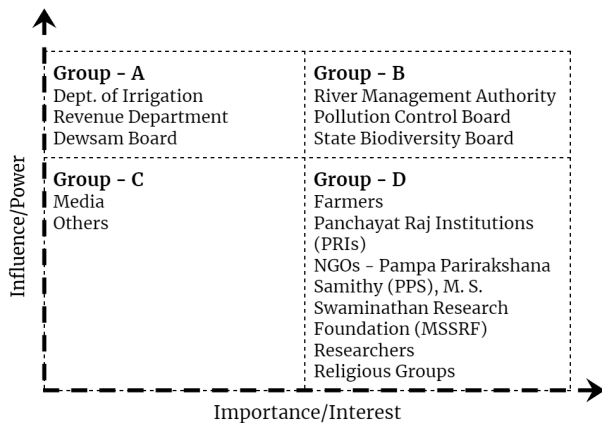 Group - A
Dept. of Irrigation
Revenue Department
Dewsam Board
Group - B
River Management Authority
Pollution Control Board
State Biodiversity Board
Group - C
Media
Others
Group - D
Farmers
Panchayat Raj Institutions
(PRIs)
NGOs - Pampa Parirakshana
Samithy (PPS), M. S.
Swaminathan Research
Foundation (MSSRF)
Researchers
Religious Groups
Influence/Power
Importance/Interest